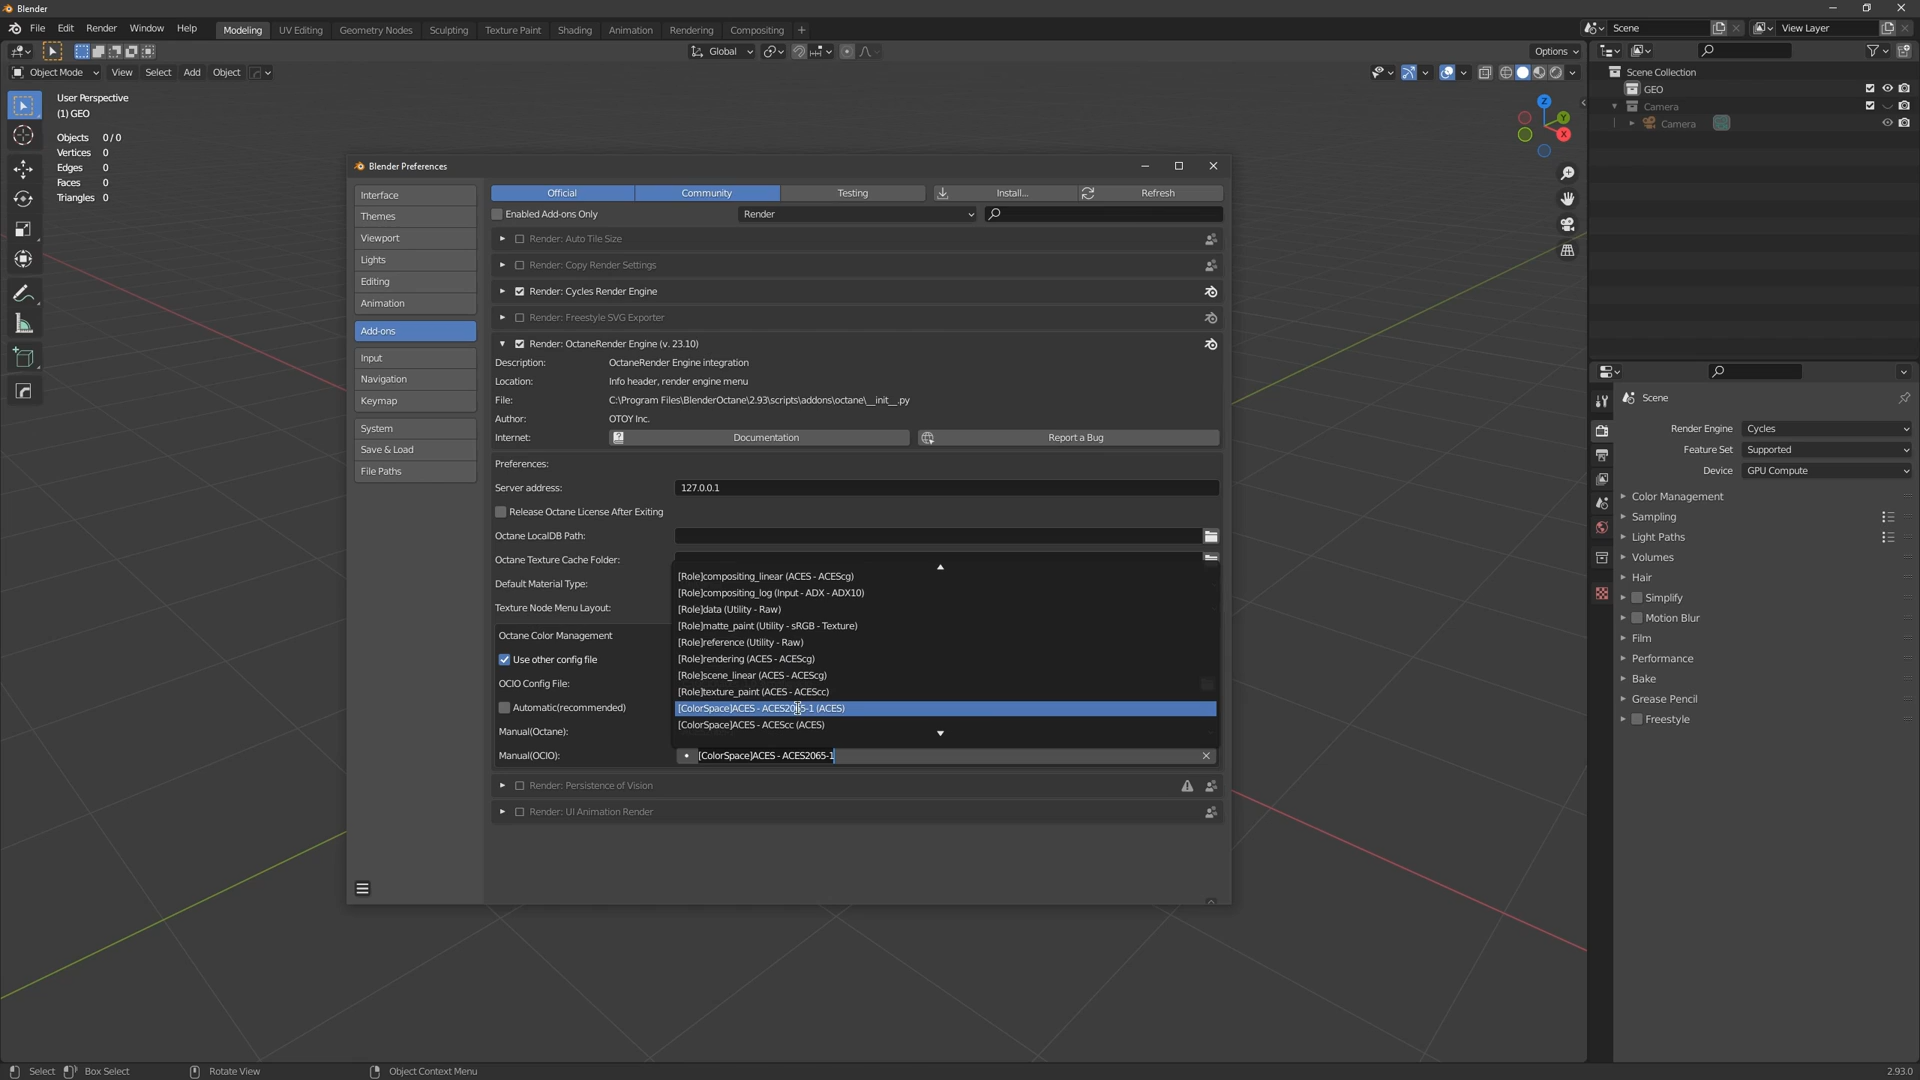 Blender
File Edit Render Window Help
Modeling UV Editing Geometry Nodes Sculpting Texture Paint Shading Animation Rendering Compositing +
Scene View Layer
Global Options
Object Mode View Select Add Object
User Perspective
(1) GEO
Objects 0/0
Vertices 0
Edges 0
Faces 0
Triangles 0
Z
Y
X
Scene Collection
GEO
Camera
Camera
Blender Preferences
Interface
Themes
Viewport
Lights
Editing
Animation
Add-ons
Input
Navigation
Keymap
System
Save & Load
File Paths
Official Community Testing Install... Refresh
Enabled Add-ons Only Render
Render: Auto Tile Size
Render: Copy Render Settings
Render: Cycles Render Engine
Render: Freestyle SVG Exporter
Render: OctaneRender Engine (v. 23.10)
Description: OctaneRender Engine integration
Location: Info header, render engine menu
File: C:\Program Files\BlenderOctane\2.93\scripts\addons\octane\__init__.py
Author: OTOY Inc.
Internet: Documentation Report a Bug
Preferences:
Server address: 127.0.0.1
Release Octane License After Exiting
Octane LocalDB Path:
Octane Texture Cache Folder:
Default Material Type:
Texture Node Menu Layout:
Octane Color Management
Use other config file
OCIO Config File:
Automatic(recommended)
Manual(Octane):
Manual(OCIO): [ColorSpace]ACES - ACES2065-1
[Role]compositing_linear (ACES - ACEScg)
[Role]compositing_log (Input - ADX - ADX10)
[Role]data (Utility - Raw)
[Role]matte_paint (Utility - sRGB - Texture)
[Role]reference (Utility - Raw)
[Role]rendering (ACES - ACEScg)
[Role]scene_linear (ACES - ACEScg)
[Role]texture_paint (ACES - ACEScc)
[ColorSpace]ACES - ACES2065-1 (ACES)
[ColorSpace]ACES - ACEScc (ACES)
Render: Persistence of Vision
Render: UI Animation Render
Scene
Render Engine Cycles
Feature Set Supported
Device GPU Compute
Color Management
Sampling
Light Paths
Volumes
Hair
Simplify
Motion Blur
Film
Performance
Bake
Grease Pencil
Freestyle
Select Box Select Rotate View Object Context Menu 2.93.0